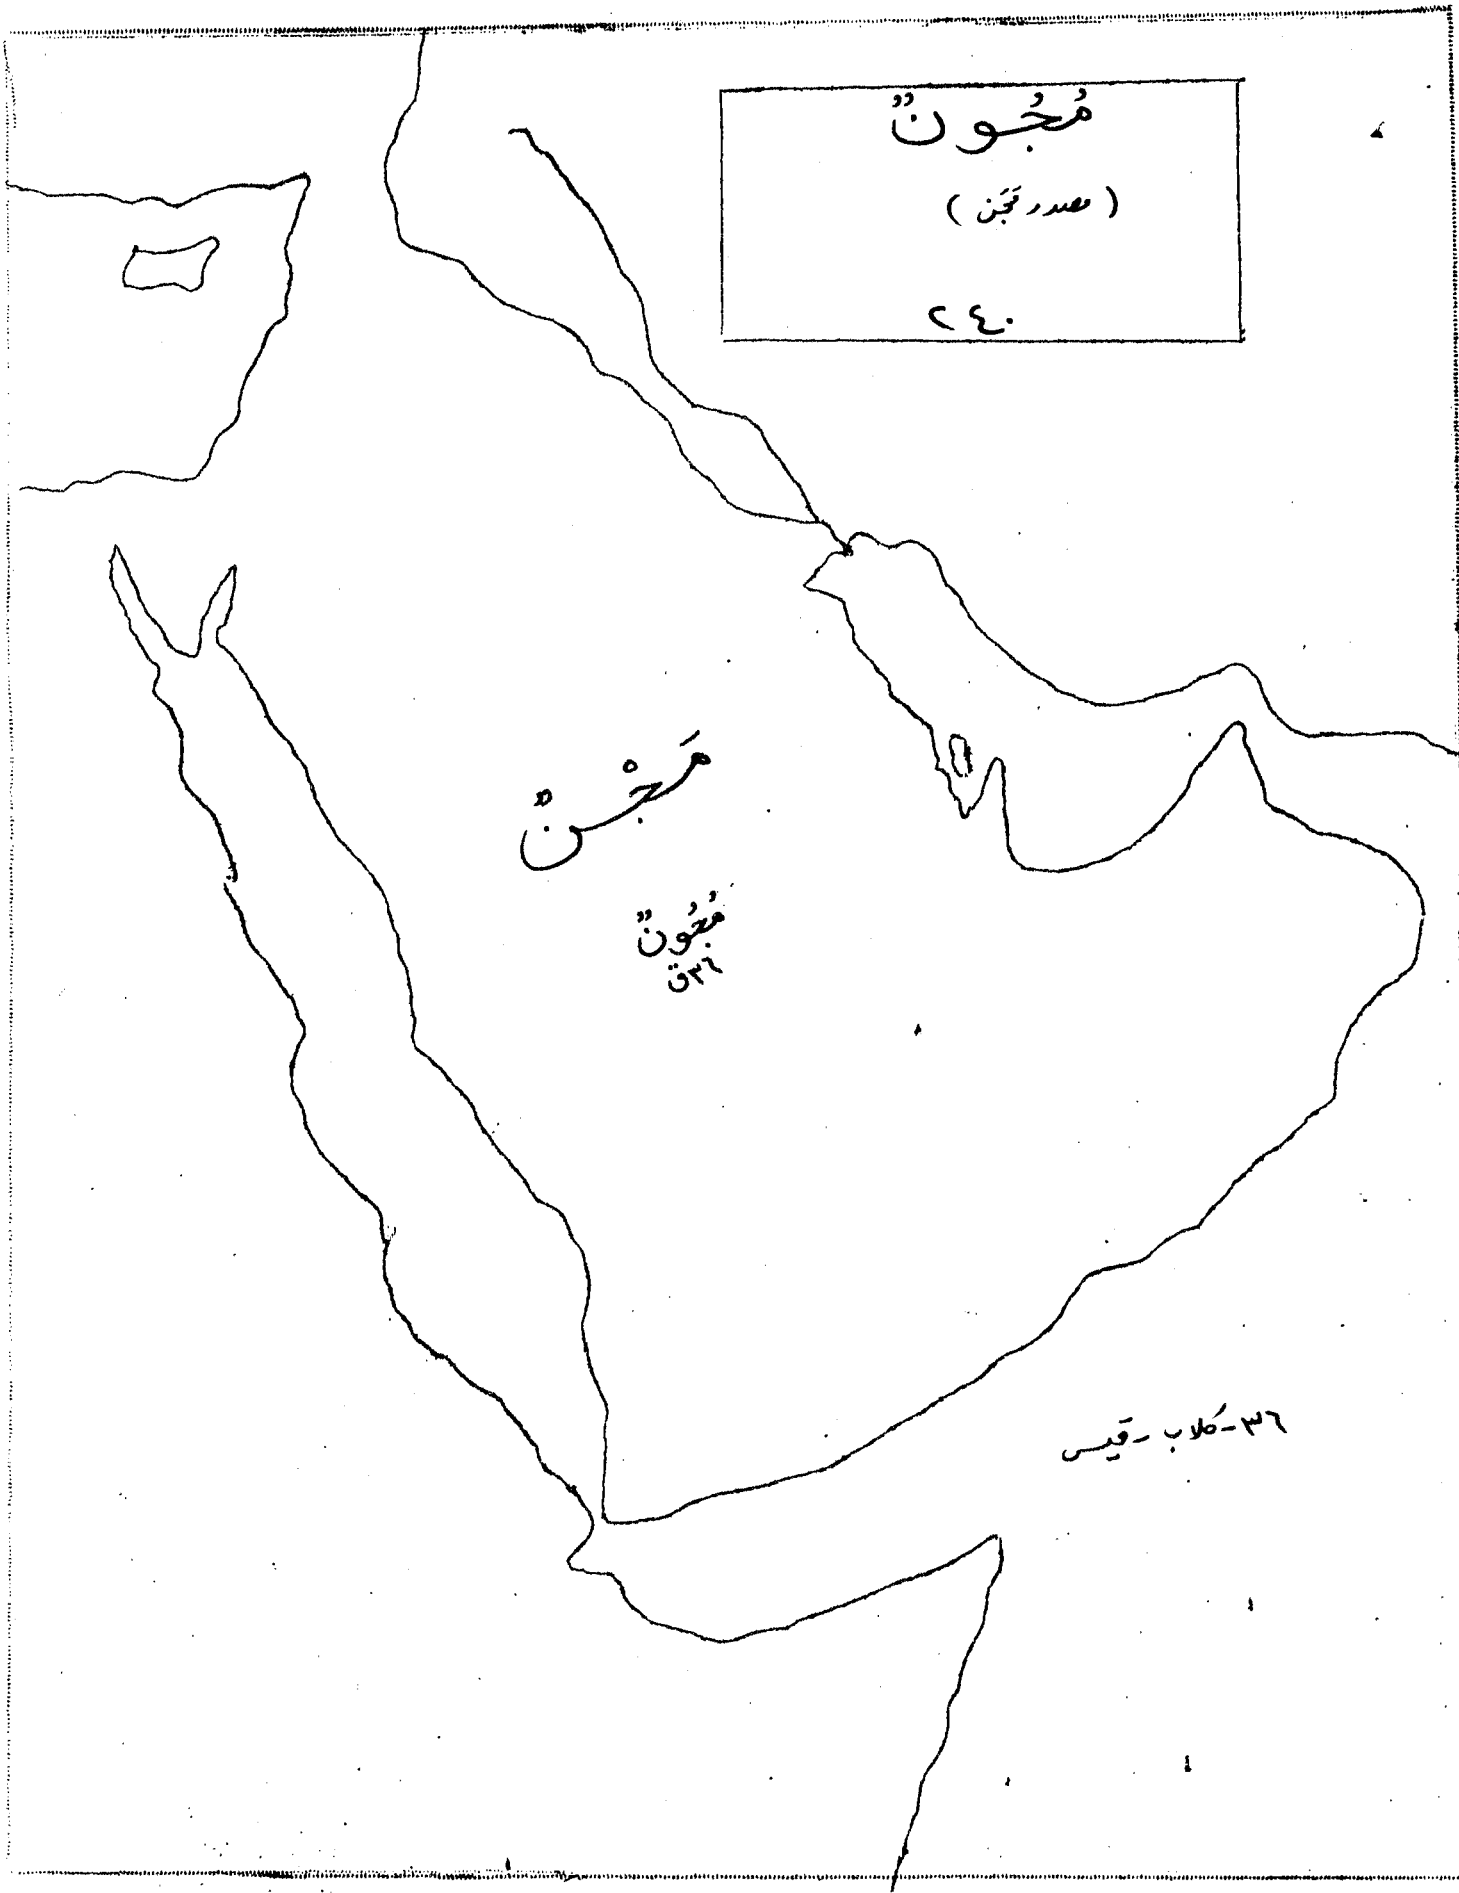 مُجُونٌ
(مصدر مَجَن)
٢٤٠
مَجْنٌ
مُجُونٌ
٣٦ق
٣٦- كلاب - قيس